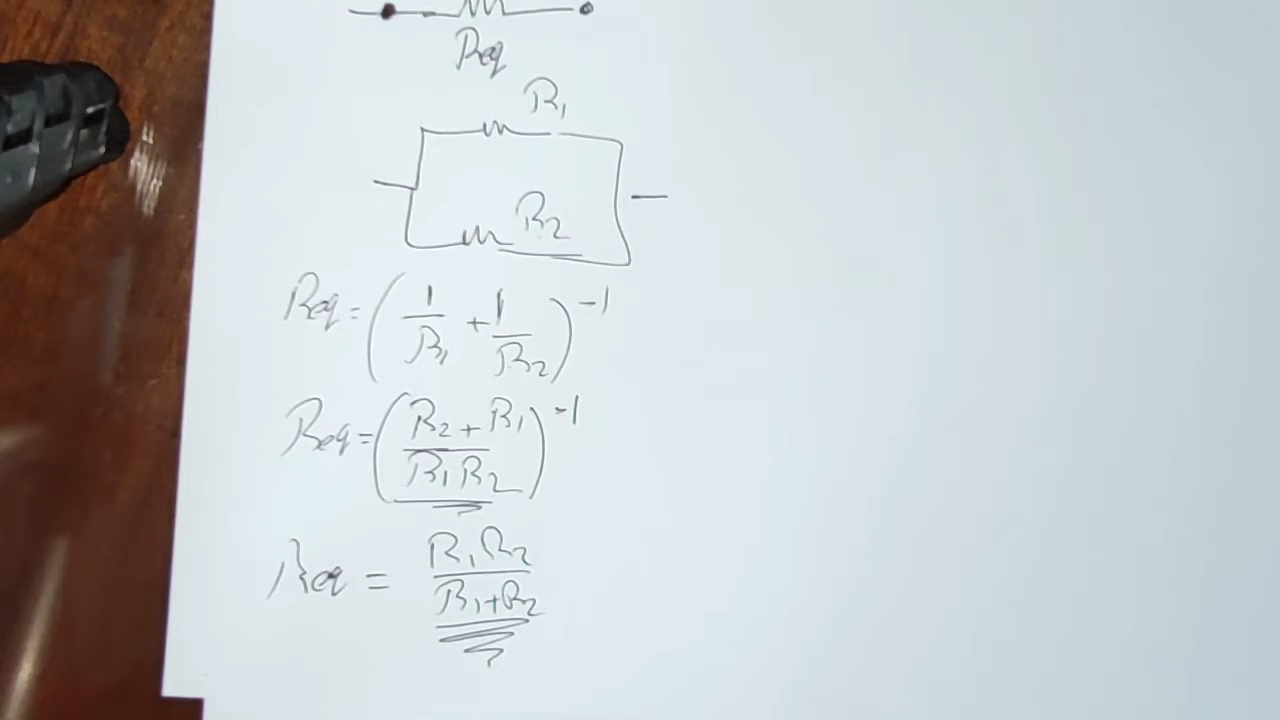 Req
R₁
R₂
Req = (1/R₁ + 1/R₂)⁻¹
Req = (R₂ + R₁/R₁R₂)⁻¹
Req = R₁R₂/R₁+R₂